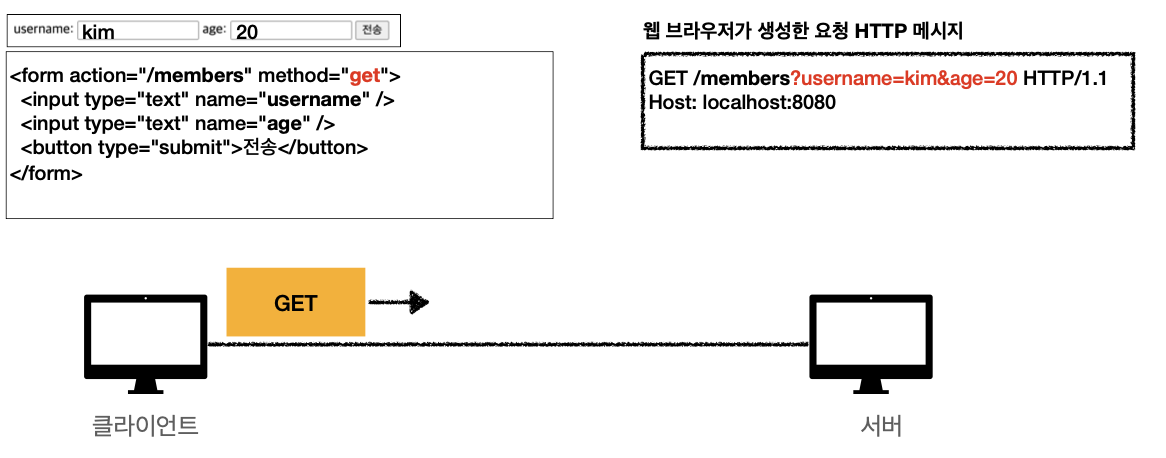 username: kim age: 20 전송
<form action="/members" method="get">
<input type="text" name="username" />
<input type="text" name="age" />
<button type="submit">전송</button>
</form>
웹 브라우저가 생성한 요청 HTTP 메시지
GET /members?username=kim&age=20 HTTP/1.1
Host: localhost:8080
GET
클라이언트
서버